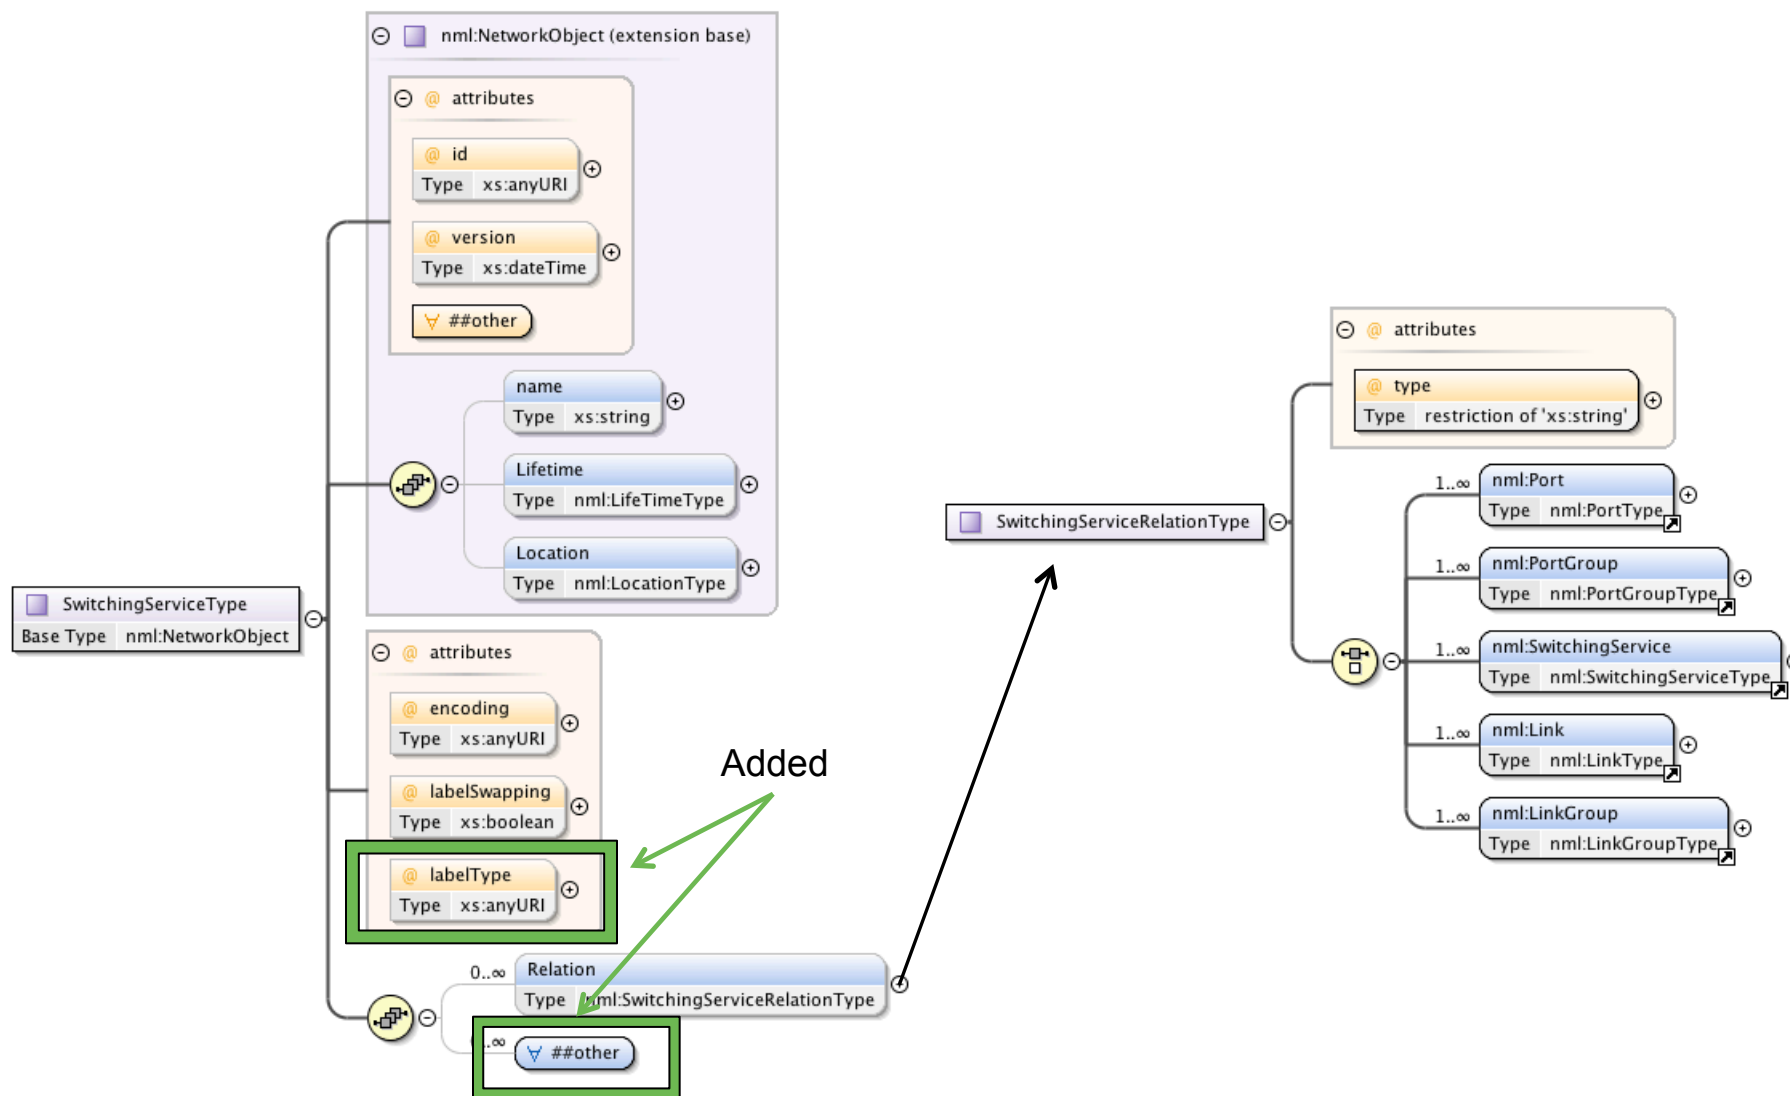 nml:NetworkObject (extension base)
@ attributes
@ id
Type xs:anyURI
@ version
Type xs:dateTime
∀ ##other
name
Type xs:string
Lifetime
Type nml:LifeTimeType
Location
Type nml:LocationType
SwitchingServiceType
Base Type nml:NetworkObject
@ attributes
@ encoding
Type xs:anyURI
@ labelSwapping
Type xs:boolean
@ labelType
Type xs:anyURI
Added
0..∞
Relation
Type nml:SwitchingServiceRelationType
..∞
∀ ##other
SwitchingServiceRelationType
@ attributes
@ type
Type restriction of 'xs:string'
1..∞
nml:Port
Type nml:PortType
1..∞
nml:PortGroup
Type nml:PortGroupType
1..∞
nml:SwitchingService
Type nml:SwitchingServiceType
1..∞
nml:Link
Type nml:LinkType
1..∞
nml:LinkGroup
Type nml:LinkGroupType